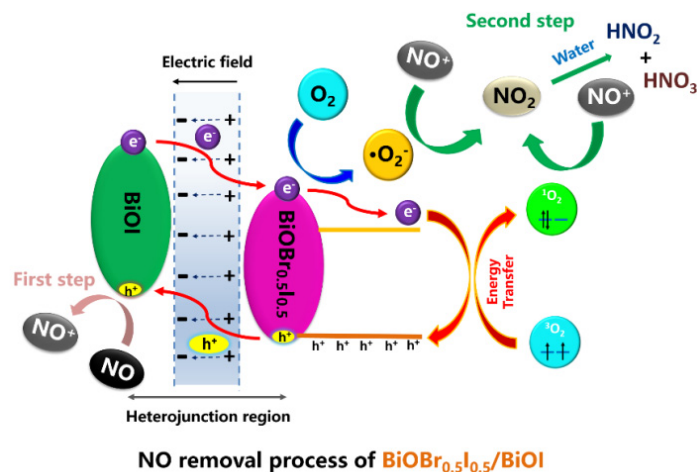 Second step
HNO₂
+
HNO₃
Water
NO⁺
NO₂
NO⁺
Electric field
O₂
•O₂⁻
- +
- e⁻ +
- +
- +
- +
- +
- +
- h⁺ +
e⁻
BiOI
h⁺
e⁻
BiOBr₀.₅I₀.₅
h⁺
e⁻
h⁺ h⁺ h⁺ h⁺ h⁺
¹O₂
Energy
Transfer
³O₂
First step
NO⁺
NO
Heterojunction region
NO removal process of BiOBr₀.₅I₀.₅/BiOI